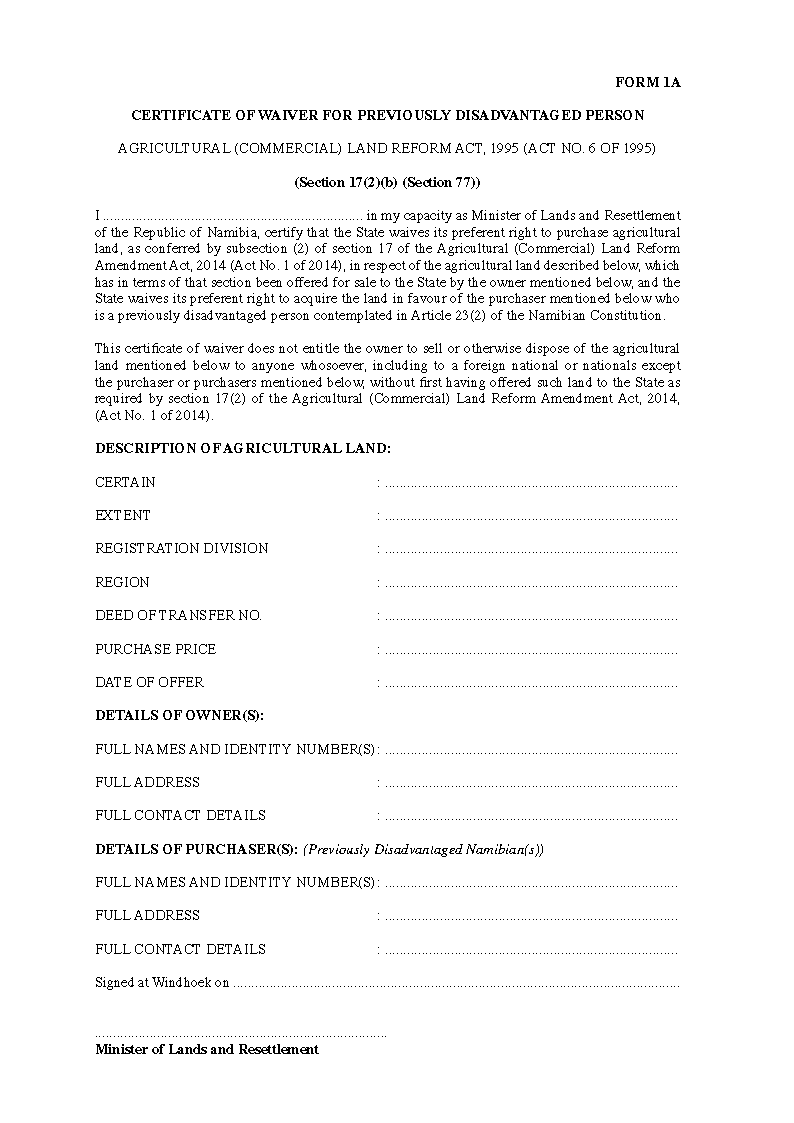 FORM 1A
CERTIFICATE OF WAIVER FOR PREVIOUSLY DISADVANTAGED PERSON
AGRICULTURAL (COMMERCIAL) LAND REFORM ACT, 1995 (ACT NO. 6 OF 1995)
(Section 17(2)(b) (Section 77))
I ....................................................................... in my capacity as Minister of Lands and Resettlement
of the Republic of Namibia, certify that the State waives its preferent right to purchase agricultural
land, as conferred by subsection (2) of section 17 of the Agricultural (Commercial) Land Reform
Amendment Act, 2014 (Act No. 1 of 2014), in respect of the agricultural land described below, which
has in terms of that section been offered for sale to the State by the owner mentioned below, and the
State waives its preferent right to acquire the land in favour of the purchaser mentioned below who
is a previously disadvantaged person contemplated in Article 23(2) of the Namibian Constitution.
This certificate of waiver does not entitle the owner to sell or otherwise dispose of the agricultural
land mentioned below to anyone whosoever, including to a foreign national or nationals except
the purchaser or purchasers mentioned below, without first having offered such land to the State as
required by section 17(2) of the Agricultural (Commercial) Land Reform Amendment Act, 2014,
(Act No. 1 of 2014).
DESCRIPTION OF AGRICULTURAL LAND:
CERTAIN : ................................................................................
EXTENT : ................................................................................
REGISTRATION DIVISION : ................................................................................
REGION : ................................................................................
DEED OF TRANSFER NO. : ................................................................................
PURCHASE PRICE : ................................................................................
DATE OF OFFER : ................................................................................
DETAILS OF OWNER(S):
FULL NAMES AND IDENTITY NUMBER(S) : ................................................................................
FULL ADDRESS : ................................................................................
FULL CONTACT DETAILS : ................................................................................
DETAILS OF PURCHASER(S): (Previously Disadvantaged Namibian(s))
FULL NAMES AND IDENTITY NUMBER(S) : ................................................................................
FULL ADDRESS : ................................................................................
FULL CONTACT DETAILS : ................................................................................
Signed at Windhoek on ..........................................................................................................................
................................................................................
Minister of Lands and Resettlement